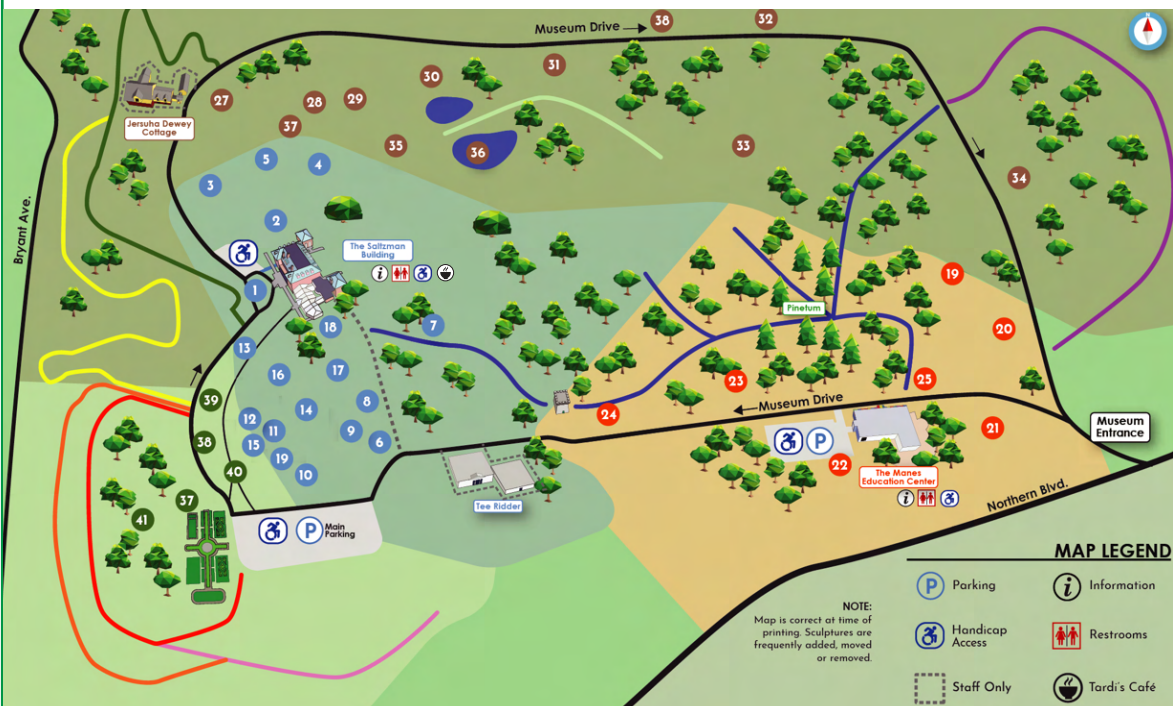 Museum Drive
38
32
31
30
27
28
29
37
35
36
33
34
Jersuha Dewey
Cottage
5
4
3
2
Bryant Ave.
The Saltzman
Building
i
1
18
7
13
16
17
14
8
12
11
15
9
6
19
10
19
20
Pinetum
23
25
24
Museum Drive
21
22
P
Museum
Entrance
The Manes
Education Center
i
Northern Blvd.
39
38
40
37
41
P
Main
Parking
Tee Ridder
MAP LEGEND
P
Parking
i
Information
Handicap
Access
Restrooms
Staff Only
Tardi's Café
NOTE:
Map is correct at time of
printing. Sculptures are
frequently added, moved
or removed.